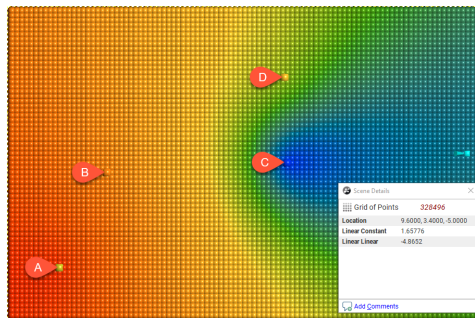 D
C
B
A
Scene Details
Grid of Points 328496
Location 9.6000, 3.4000, -5.0000
Linear Constant 1.65776
Linear Linear -4.8652
Add Comments